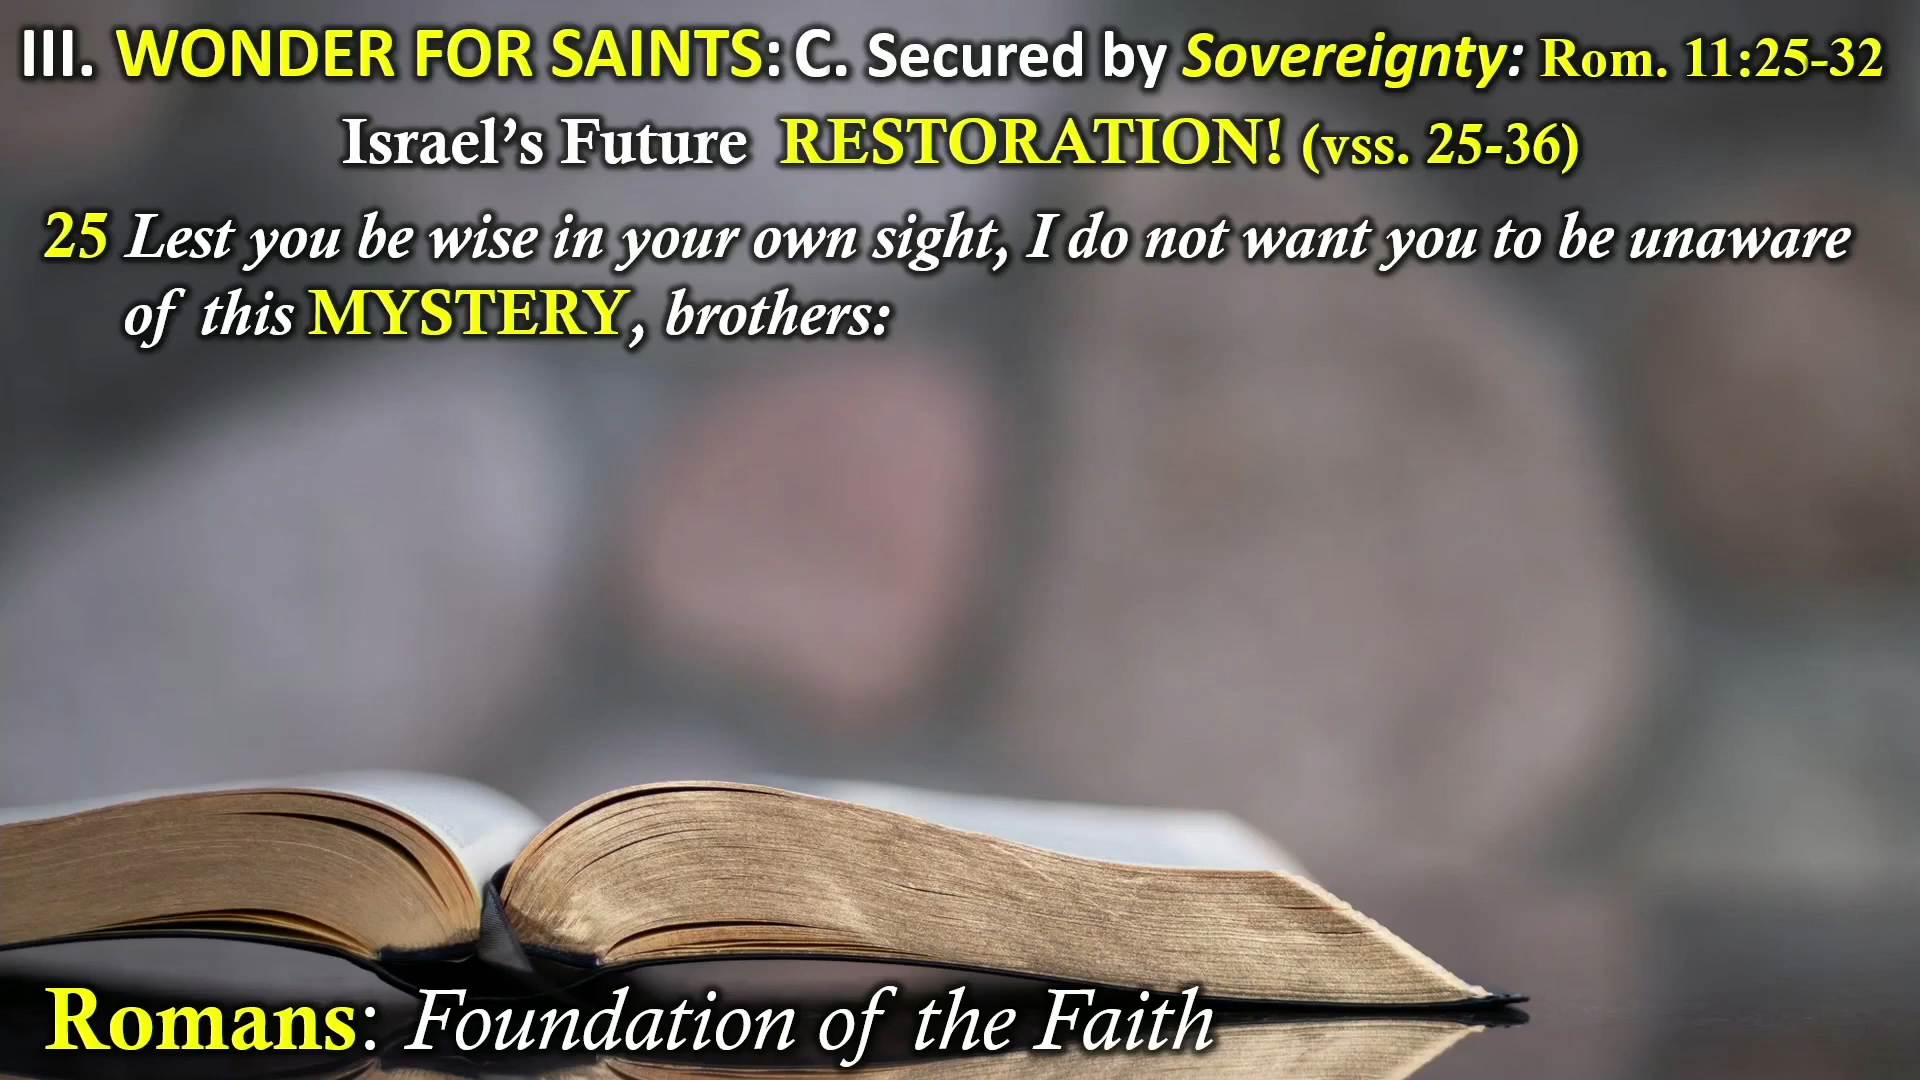 III. WONDER FOR SAINTS: C. Secured by Sovereignty: Rom. 11:25-32
Israel’s Future RESTORATION! (vss. 25-36)
25 Lest you be wise in your own sight, I do not want you to be unaware
of this MYSTERY, brothers:
Romans: Foundation of the Faith